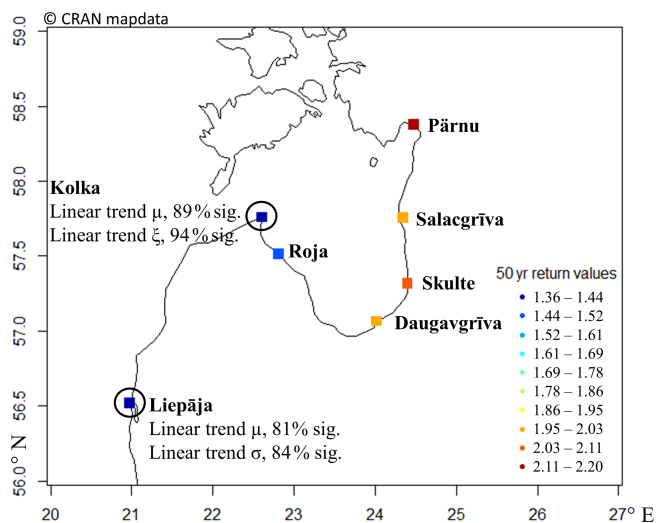 © CRAN mapdata
59.0
58.5
58.0
57.5
57.0
56.5
56.0
° N
Pärnu
Kolka
Linear trend µ, 89% sig.
Linear trend ξ, 94% sig.
Salacgrīva
Roja
Skulte
Daugavgrīva
Liepāja
Linear trend µ, 81% sig.
Linear trend σ, 84% sig.
50 yr return values
1.36 – 1.44
1.44 – 1.52
1.52 – 1.61
1.61 – 1.69
1.69 – 1.78
1.78 – 1.86
1.86 – 1.95
1.95 – 2.03
2.03 – 2.11
2.11 – 2.20
20 21 22 23 24 25 26 27° E